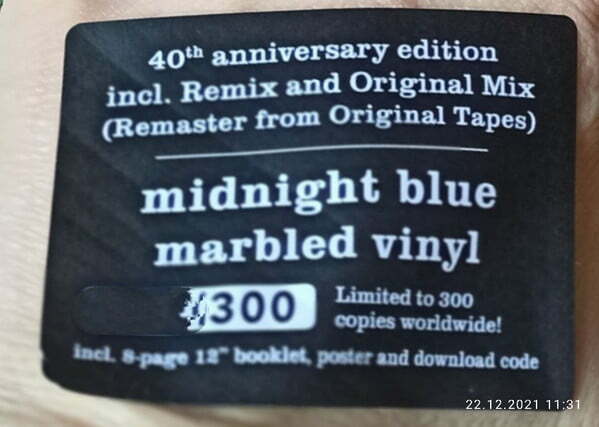 40th anniversary edition
incl. Remix and Original Mix
(Remaster from Original Tapes)
midnight blue
marbled vinyl
300
Limited to 300
copies worldwide!
incl. 8-page 12" booklet, poster and download code
22.12.2021 11:31